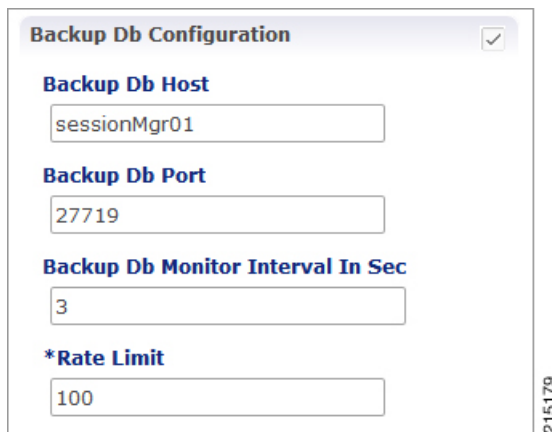 Backup Db Configuration
Backup Db Host
sessionMgr01
Backup Db Port
27719
Backup Db Monitor Interval In Sec
3
*Rate Limit
100
215179